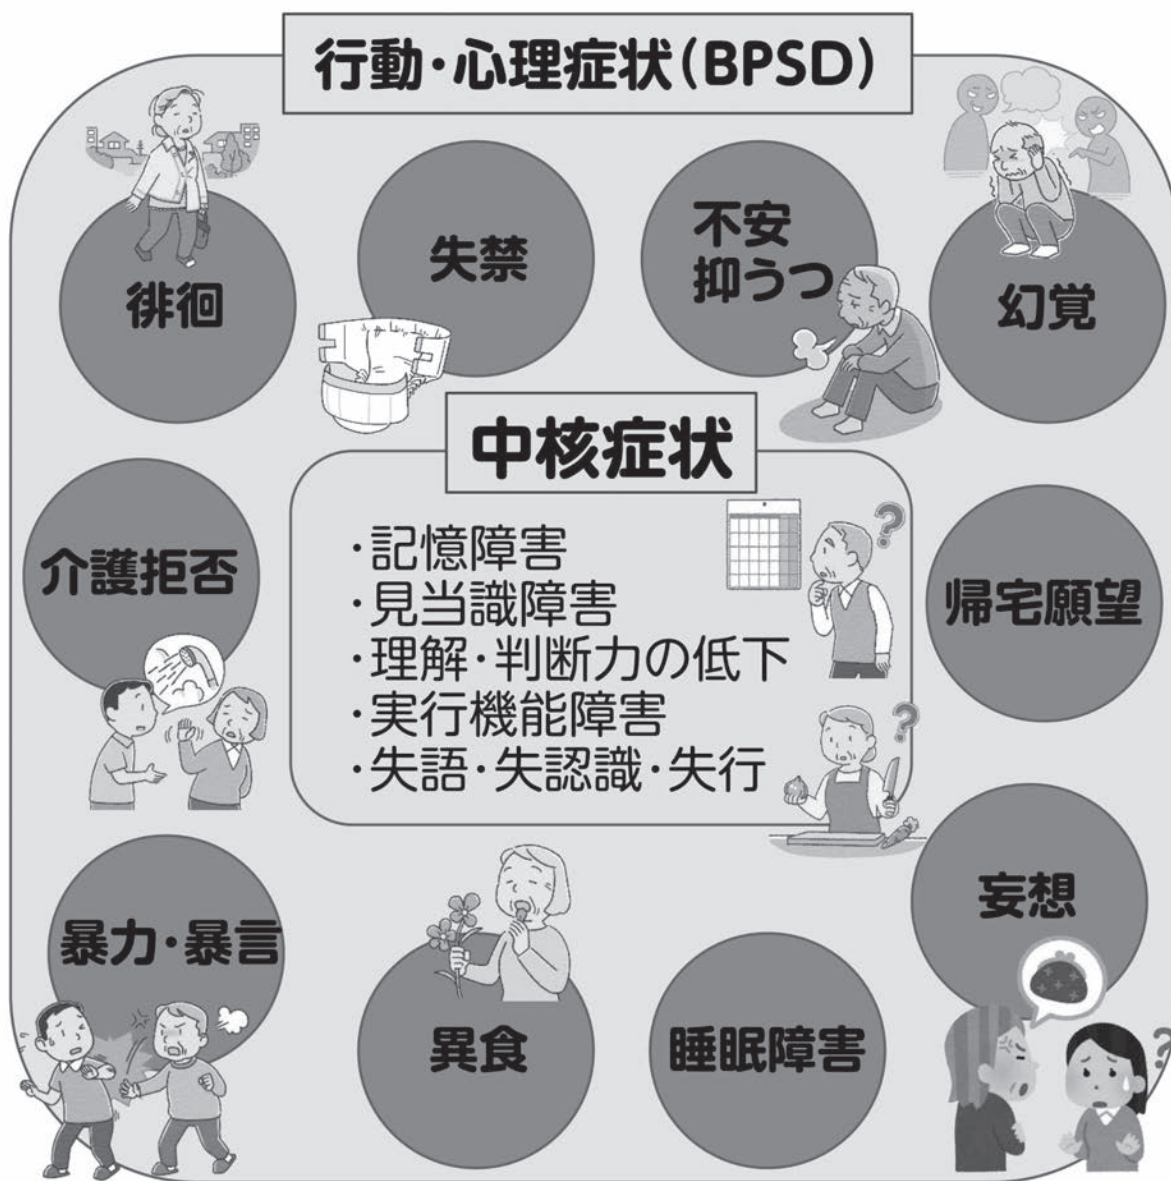 行動・心理症状（BPSD）
徘徊
失禁
不安
抑うつ
幻覚
中核症状
・記憶障害
・見当識障害
・理解・判断力の低下
・実行機能障害
・失語・失認識・失行
介護拒否
帰宅願望
暴力・暴言
異食
睡眠障害
妄想
?
?
?